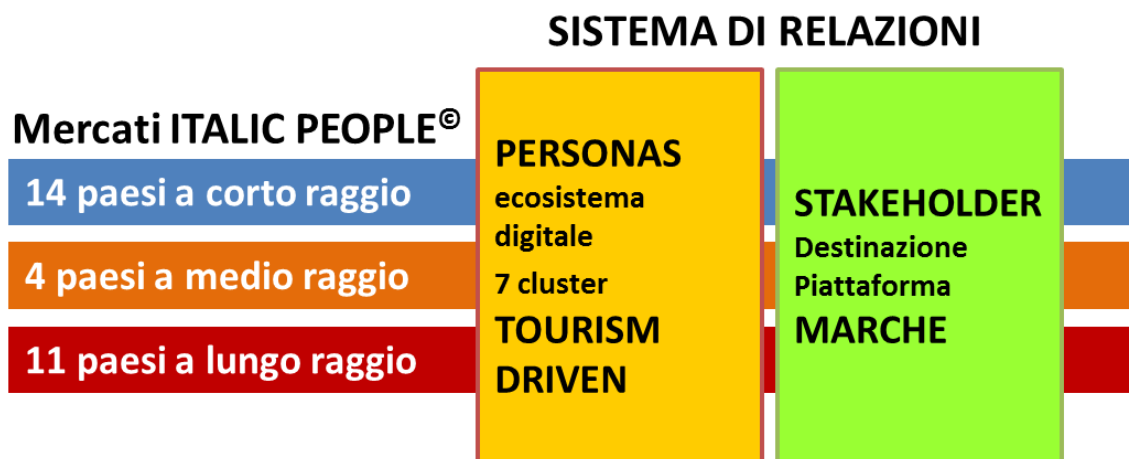 SISTEMA DI RELAZIONI
Mercati ITALIC PEOPLE©
14 paesi a corto raggio
4 paesi a medio raggio
11 paesi a lungo raggio
PERSONAS
ecosistema
digitale
7 cluster
TOURISM
DRIVEN
STAKEHOLDER
Destinazione
Piattaforma
MARCHE